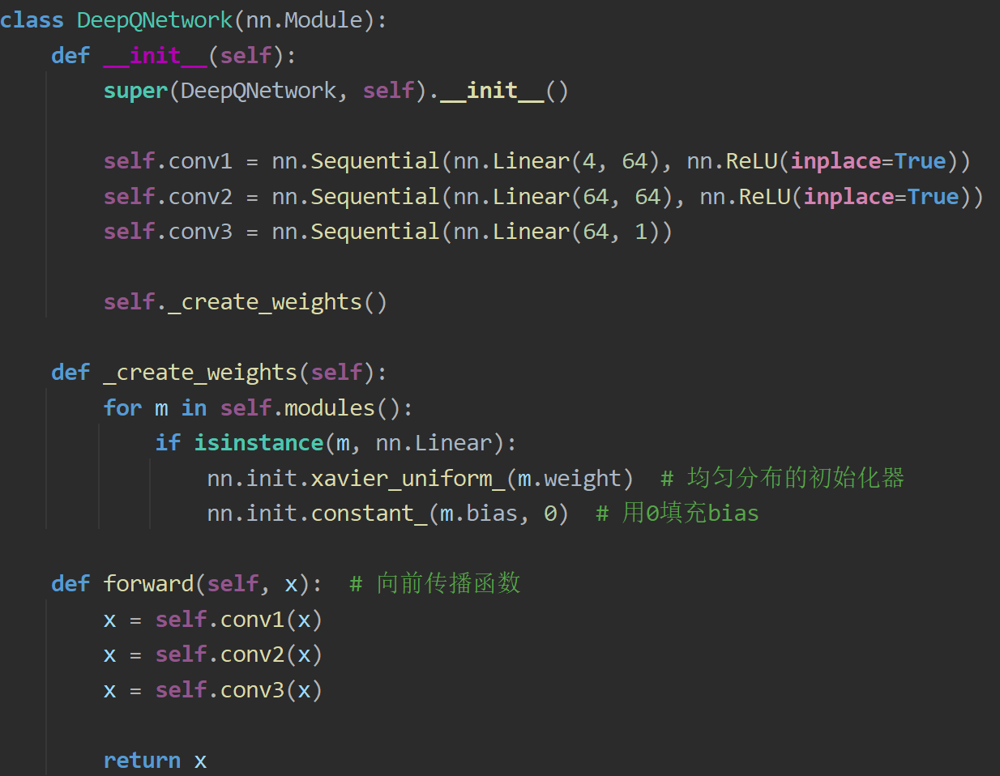 class DeepQNetwork(nn.Module):
    def __init__(self):
        super(DeepQNetwork, self).__init__()
        self.conv1 = nn.Sequential(nn.Linear(4, 64), nn.ReLU(inplace=True))
        self.conv2 = nn.Sequential(nn.Linear(64, 64), nn.ReLU(inplace=True))
        self.conv3 = nn.Sequential(nn.Linear(64, 1))
        self._create_weights()
    def _create_weights(self):
        for m in self.modules():
            if isinstance(m, nn.Linear):
                nn.init.xavier_uniform_(m.weight)  # 均匀分布的初始化器
                nn.init.constant_(m.bias, 0)  # 用0填充bias
    def forward(self, x):  # 向前传播函数
        x = self.conv1(x)
        x = self.conv2(x)
        x = self.conv3(x)
        return x